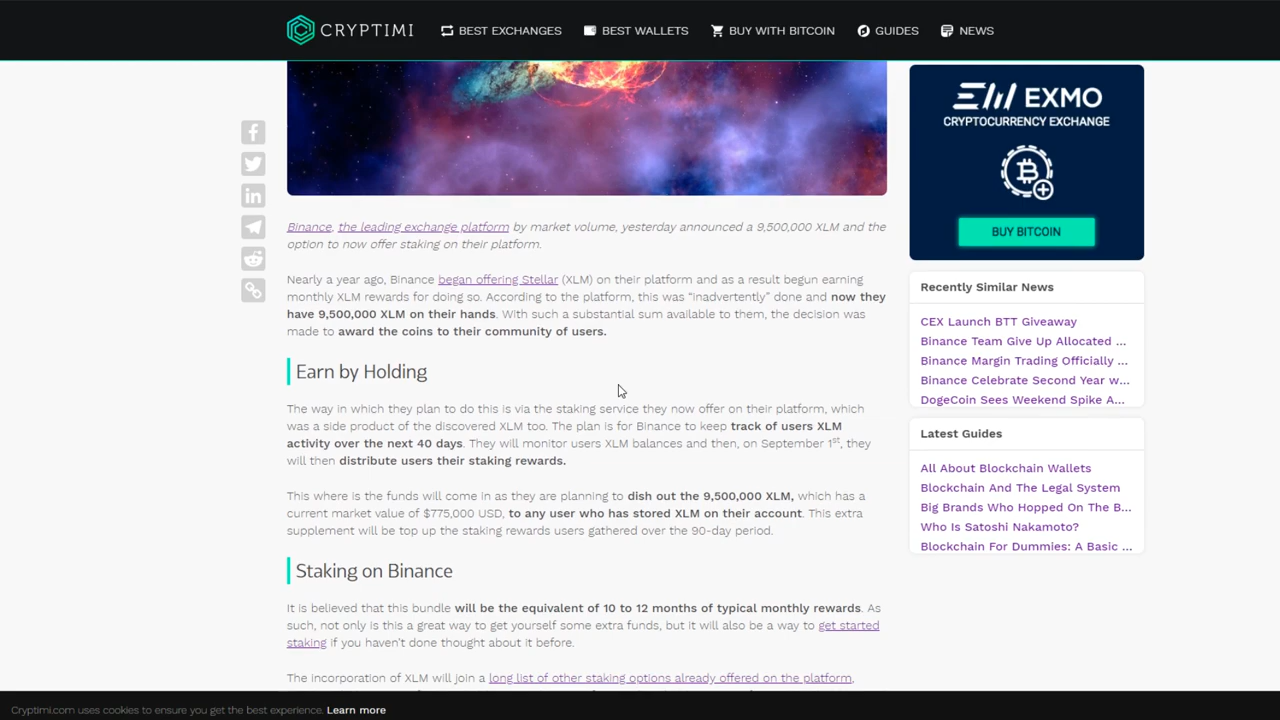 CRYPTIMI
BEST EXCHANGES
BEST WALLETS
BUY WITH BITCOIN
GUIDES
NEWS
Binance, the leading exchange platform by market volume, yesterday announced a 9,500,000 XLM and the
option to now offer staking on their platform.
Nearly a year ago, Binance began offering Stellar (XLM) on their platform and as a result begun earning
monthly XLM rewards for doing so. According to the platform, this was “inadvertently” done and now they
have 9,500,000 XLM on their hands. With such a substantial sum available to them, the decision was
made to award the coins to their community of users.
Earn by Holding
The way in which they plan to do this is via the staking service they now offer on their platform, which
was a side product of the discovered XLM too. The plan is for Binance to keep track of users XLM
activity over the next 40 days. They will monitor users XLM balances and then, on September 1st, they
will then distribute users their staking rewards.
This where is the funds will come in as they are planning to dish out the 9,500,000 XLM, which has a
current market value of $775,000 USD, to any user who has stored XLM on their account. This extra
supplement will be top up the staking rewards users gathered over the 90-day period.
Staking on Binance
It is believed that this bundle will be the equivalent of 10 to 12 months of typical monthly rewards. As
such, not only is this a great way to get yourself some extra funds, but it will also be a way to get started
staking if you haven't done thought about it before.
The incorporation of XLM will join a long list of other staking options already offered on the platform,
EXMO
CRYPTOCURRENCY EXCHANGE
BUY BITCOIN
Recently Similar News
CEX Launch BTT Giveaway
Binance Team Give Up Allocated ...
Binance Margin Trading Officially ...
Binance Celebrate Second Year w...
DogeCoin Sees Weekend Spike A...
Latest Guides
All About Blockchain Wallets
Blockchain And The Legal System
Big Brands Who Hopped On The B...
Who Is Satoshi Nakamoto?
Blockchain For Dummies: A Basic ...
Cryptimi.com uses cookies to ensure you get the best experience. Learn more